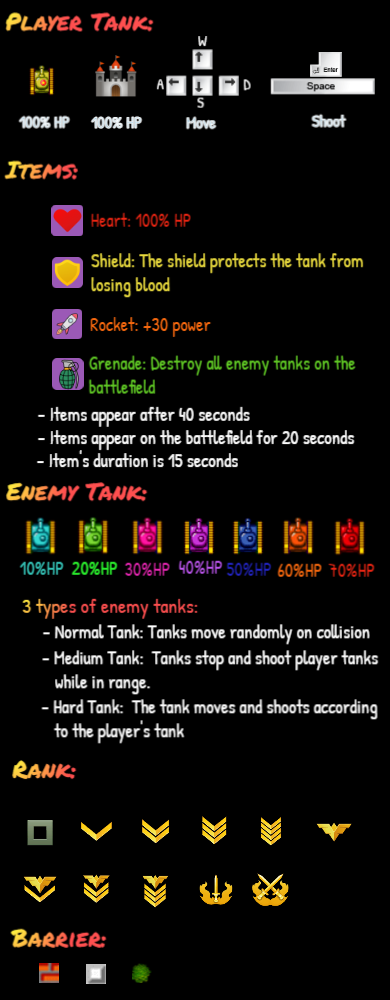 Player Tank:
W
A
D
S
Enter
Space
100% HP
100% HP
Move
Shoot
Items:
Heart: 100% HP
Shield: The shield protects the tank from
losing blood
Rocket: +30 power
Grenade: Destroy all enemy tanks on the
battlefield
- Items appear after 40 seconds
- Items appear on the battlefield for 20 seconds
- Item's duration is 15 seconds
Enemy Tank:
10%HP 20%HP 30%HP 40%HP 50%HP 60%HP 70%HP
3 types of enemy tanks:
- Normal Tank: Tanks move randomly on collision
- Medium Tank: Tanks stop and shoot player tanks
while in range.
- Hard Tank: The tank moves and shoots according
to the player's tank
Rank:
Barrier: